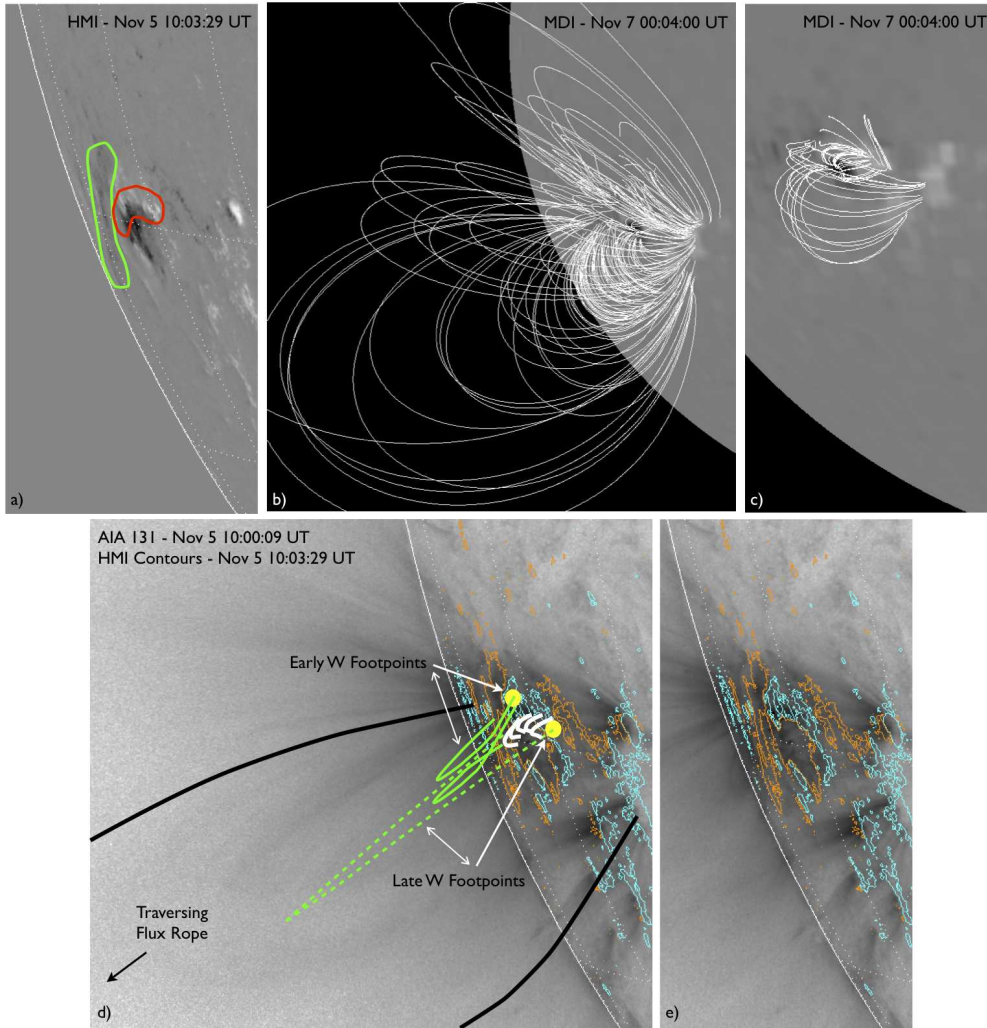 HMI - Nov 5 10:03:29 UT
MDI - Nov 7 00:04:00 UT
MDI - Nov 7 00:04:00 UT
a)
b)
c)
AIA 131 - Nov 5 10:00:09 UT
HMI Contours - Nov 5 10:03:29 UT
Early W Footpoints
Late W Footpoints
Traversing
Flux Rope
d)
e)